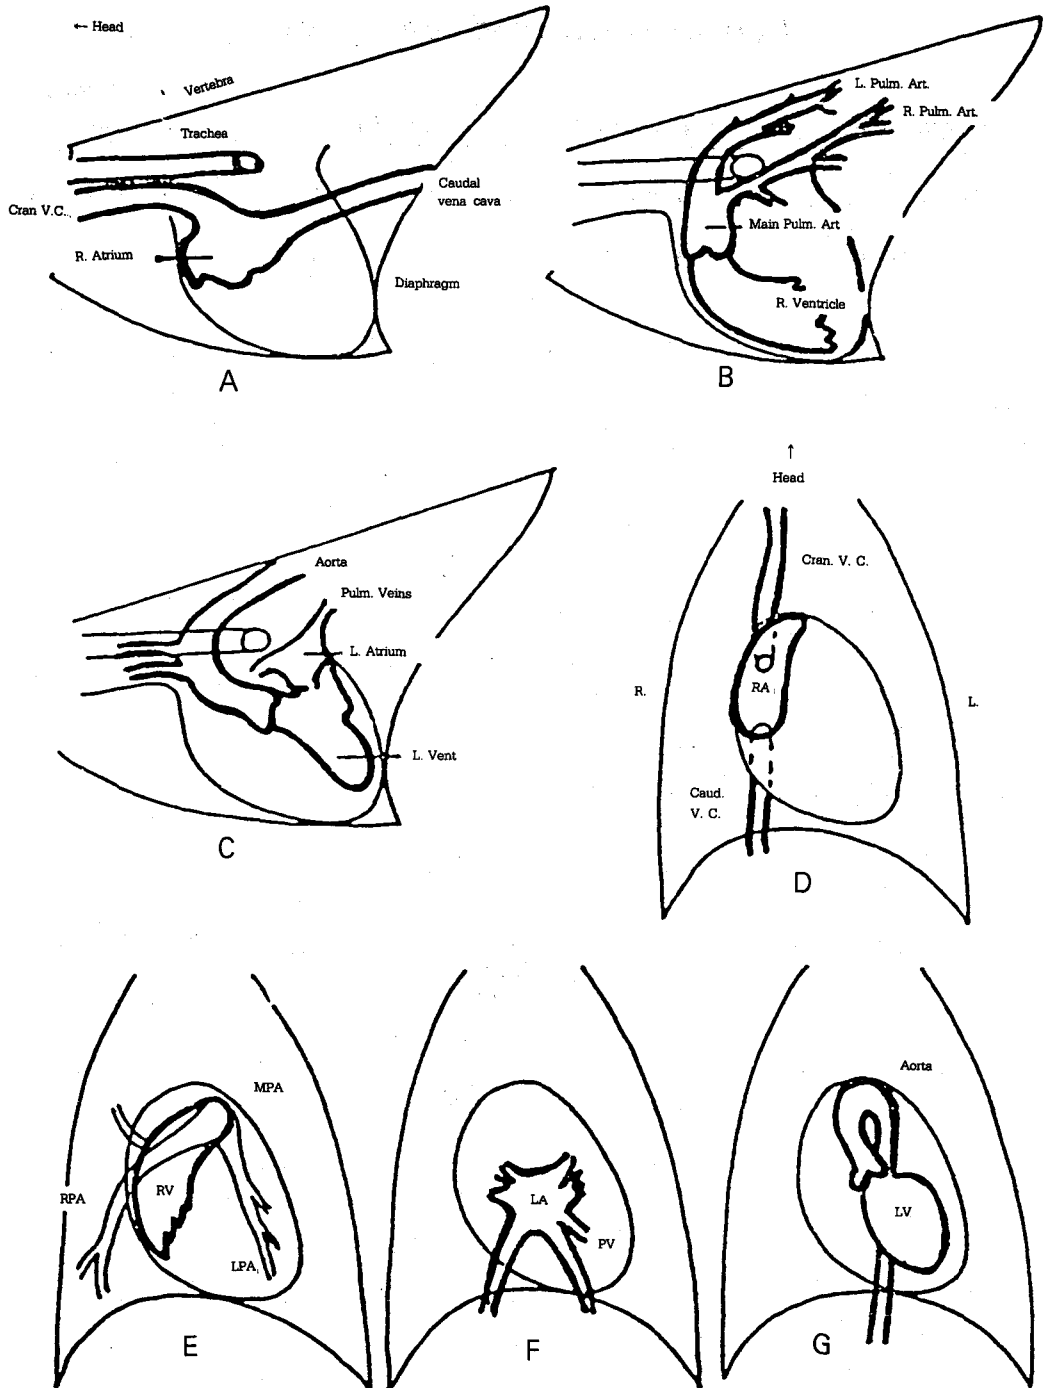 ← Head
Vertebra
Trachea
Cran V.C.
R. Atrium
Caudal
vena cava
Diaphragm
A
L. Pulm. Art.
R. Pulm. Art.
Main Pulm. Art
R. Ventricle
B
Aorta
Pulm. Veins
L. Atrium
L. Vent
C
↑
Head
Cran. V. C.
R.
RA
L.
Caud.
V. C.
D
MPA
RPA
RV
LPA
E
LA
PV
F
Aorta
LV
G